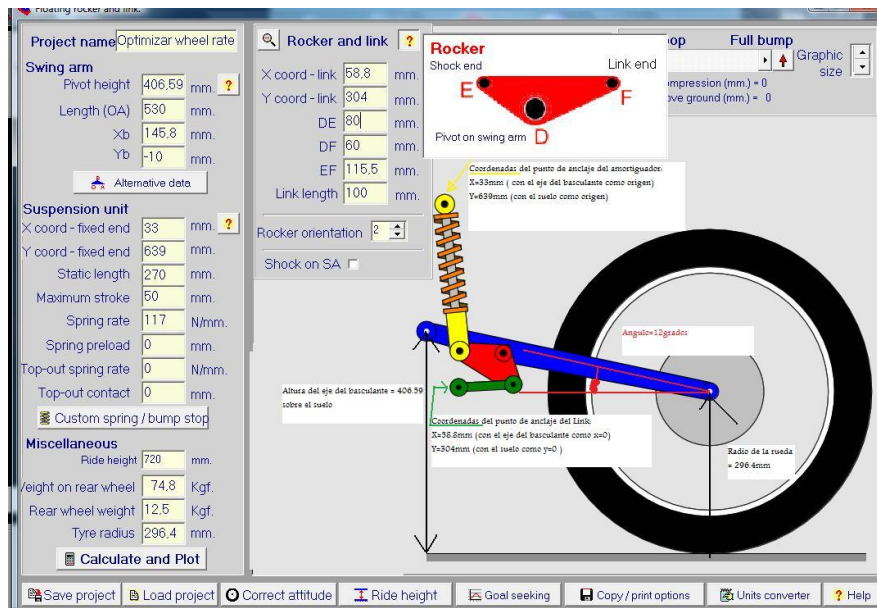 Floating rocker and link.
Project name Optimizar wheel rate
Swing arm
Pivot height 406,59 mm. ?
Length (OA) 530 mm.
Xb 145,8 mm.
Yb -10 mm.
Alternative data
Suspension unit
X coord - fixed end 33 mm. ?
Y coord - fixed end 639 mm.
Static length 270 mm.
Maximum stroke 50 mm.
Spring rate 117 N/mm.
Spring preload 0 mm.
Top-out spring rate 0 N/mm.
Top-out contact 0 mm.
Custom spring / bump stop
Miscellaneous
Ride height 720 mm.
Weight on rear wheel 74,8 Kgf.
Rear wheel weight 12,5 Kgf.
Tyre radius 296,4 mm.
Calculate and Plot
Rocker and link ?
X coord - link 58,8 mm.
Y coord - link 304 mm.
DE 80 mm.
DF 60 mm.
EF 115,5 mm.
Link length 100 mm.
Rocker orientation 2
Shock on SA
Rocker
Shock end
Link end
E
F
D
Pivot on swing arm
Full bump
Graphic
size
compression (mm.) = 0
above ground (mm.) = 0
Coordenadas del punto de anclaje del amortiguador:
X=33mm ( con el eje del basculante como origen)
Y=639mm (con el suelo como origen)
Angulo=12grados
Altura del eje del basculante = 406.59
sobre el suelo
Coordenadas del punto de anclaje del Link:
X=58.8mm (con el eje del basculante como x=0)
Y=304mm (con el suelo como y=0 )
Radio de la rueda
= 296.4mm
Save project
Load project
Correct attitude
Ride height
Goal seeking
Copy / print options
Units converter
? Help